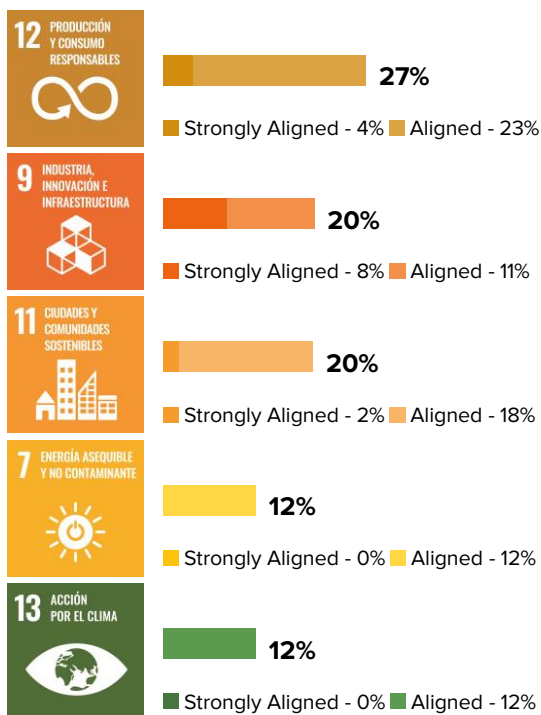 12 PRODUCCIÓN
Y CONSUMO
RESPONSABLES
27%
Strongly Aligned - 4% Aligned - 23%
9 INDUSTRIA,
INNOVACIÓN E
INFRAESTRUCTURA
20%
Strongly Aligned - 8% Aligned - 11%
11 CIUDADES Y
COMUNIDADES
SOSTENIBLES
20%
Strongly Aligned - 2% Aligned - 18%
7 ENERGÍA ASEQUIBLE
Y NO CONTAMINANTE
12%
Strongly Aligned - 0% Aligned - 12%
13 ACCIÓN
POR EL CLIMA
12%
Strongly Aligned - 0% Aligned - 12%